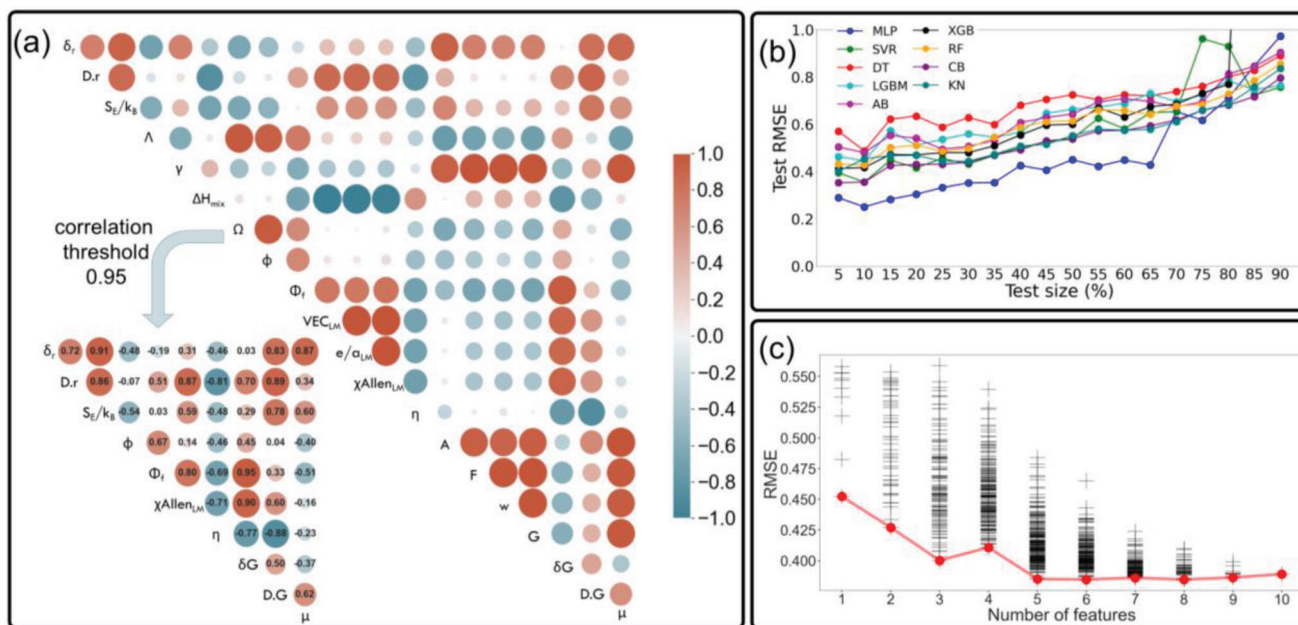 (a)
δr
D.r
SE/kB
Λ
γ
ΔHmix
Ω
ϕ
Φf
VECLM
e/aLM
χAllenLM
η
A
F
w
G
δG
D.G
μ
1.0
0.8
0.6
0.4
0.2
0.0
−0.2
−0.4
−0.6
−0.8
−1.0
correlation
threshold
0.95
δr 0.72 0.91 -0.48 -0.19 0.31 -0.46 0.03 0.83 0.87
D.r 0.86 -0.07 0.51 0.87 -0.81 0.70 0.89 0.34
SE/kB -0.54 0.03 0.59 -0.48 0.29 0.78 0.60
ϕ 0.67 0.14 -0.46 0.45 0.04 -0.40
Φf 0.80 -0.69 0.95 0.33 -0.51
χAllenLM -0.71 0.90 0.60 -0.16
η -0.77 -0.88 -0.23
δG 0.50 -0.37
D.G 0.62
μ
(b)
MLP XGB
SVR RF
DT CB
LGBM KN
AB
Test RMSE
1.0
0.8
0.6
0.4
0.2
0.0
5 10 15 20 25 30 35 40 45 50 55 60 65 70 75 80 85 90
Test size (%)
(c)
RMSE
0.550
0.525
0.500
0.475
0.450
0.425
0.400
1 2 3 4 5 6 7 8 9 10
Number of features